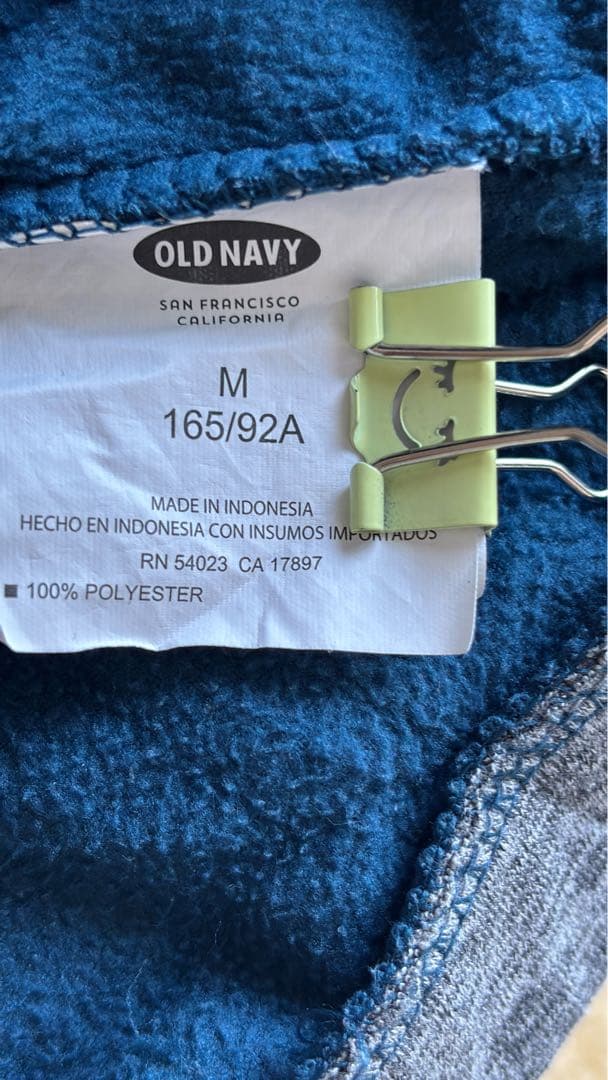 OLD NAVY
SAN FRANCISCO
CALIFORNIA
M
165/92A
MADE IN INDONESIA
HECHO EN INDONESIA CON INSUMOS IMPORTADOS
RN 54023 CA 17897
100% POLYESTER